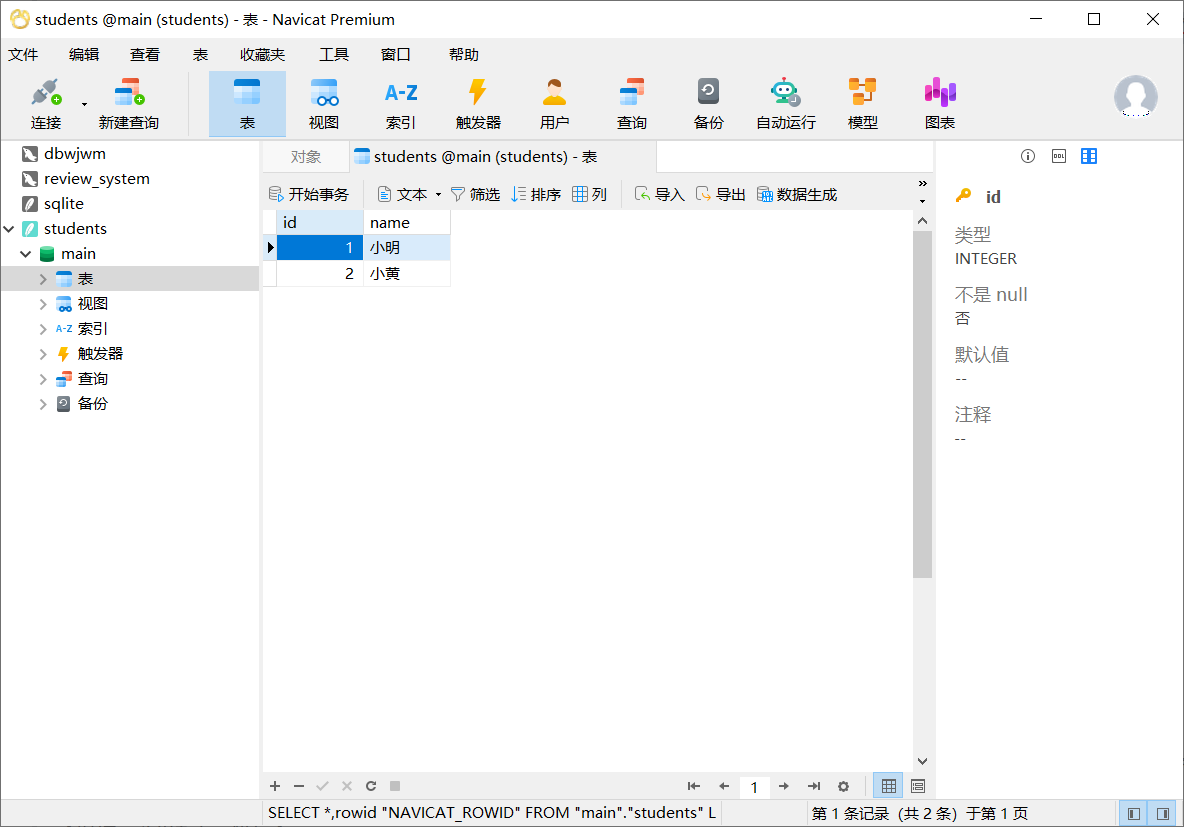 students @main (students) - 表 - Navicat Premium
文件 编辑 查看 表 收藏夹 工具 窗口 帮助
连接 新建查询 表 视图 A-Z 索引 触发器 用户 查询 备份 自动运行 模型 图表
dbwjwm
review_system
sqlite
students
main
表
视图
A-Z 索引
触发器
查询
备份
对象 students @main (students) - 表
开始事务 文本 筛选 排序 列 导入 导出 数据生成
id name
1 小明
2 小黄
1
SELECT *,rowid "NAVICAT_ROWID" FROM "main"."students" L
第 1 条记录 (共 2 条) 于第 1 页
DDL
id
类型
INTEGER
不是 null
否
默认值
--
注释
--